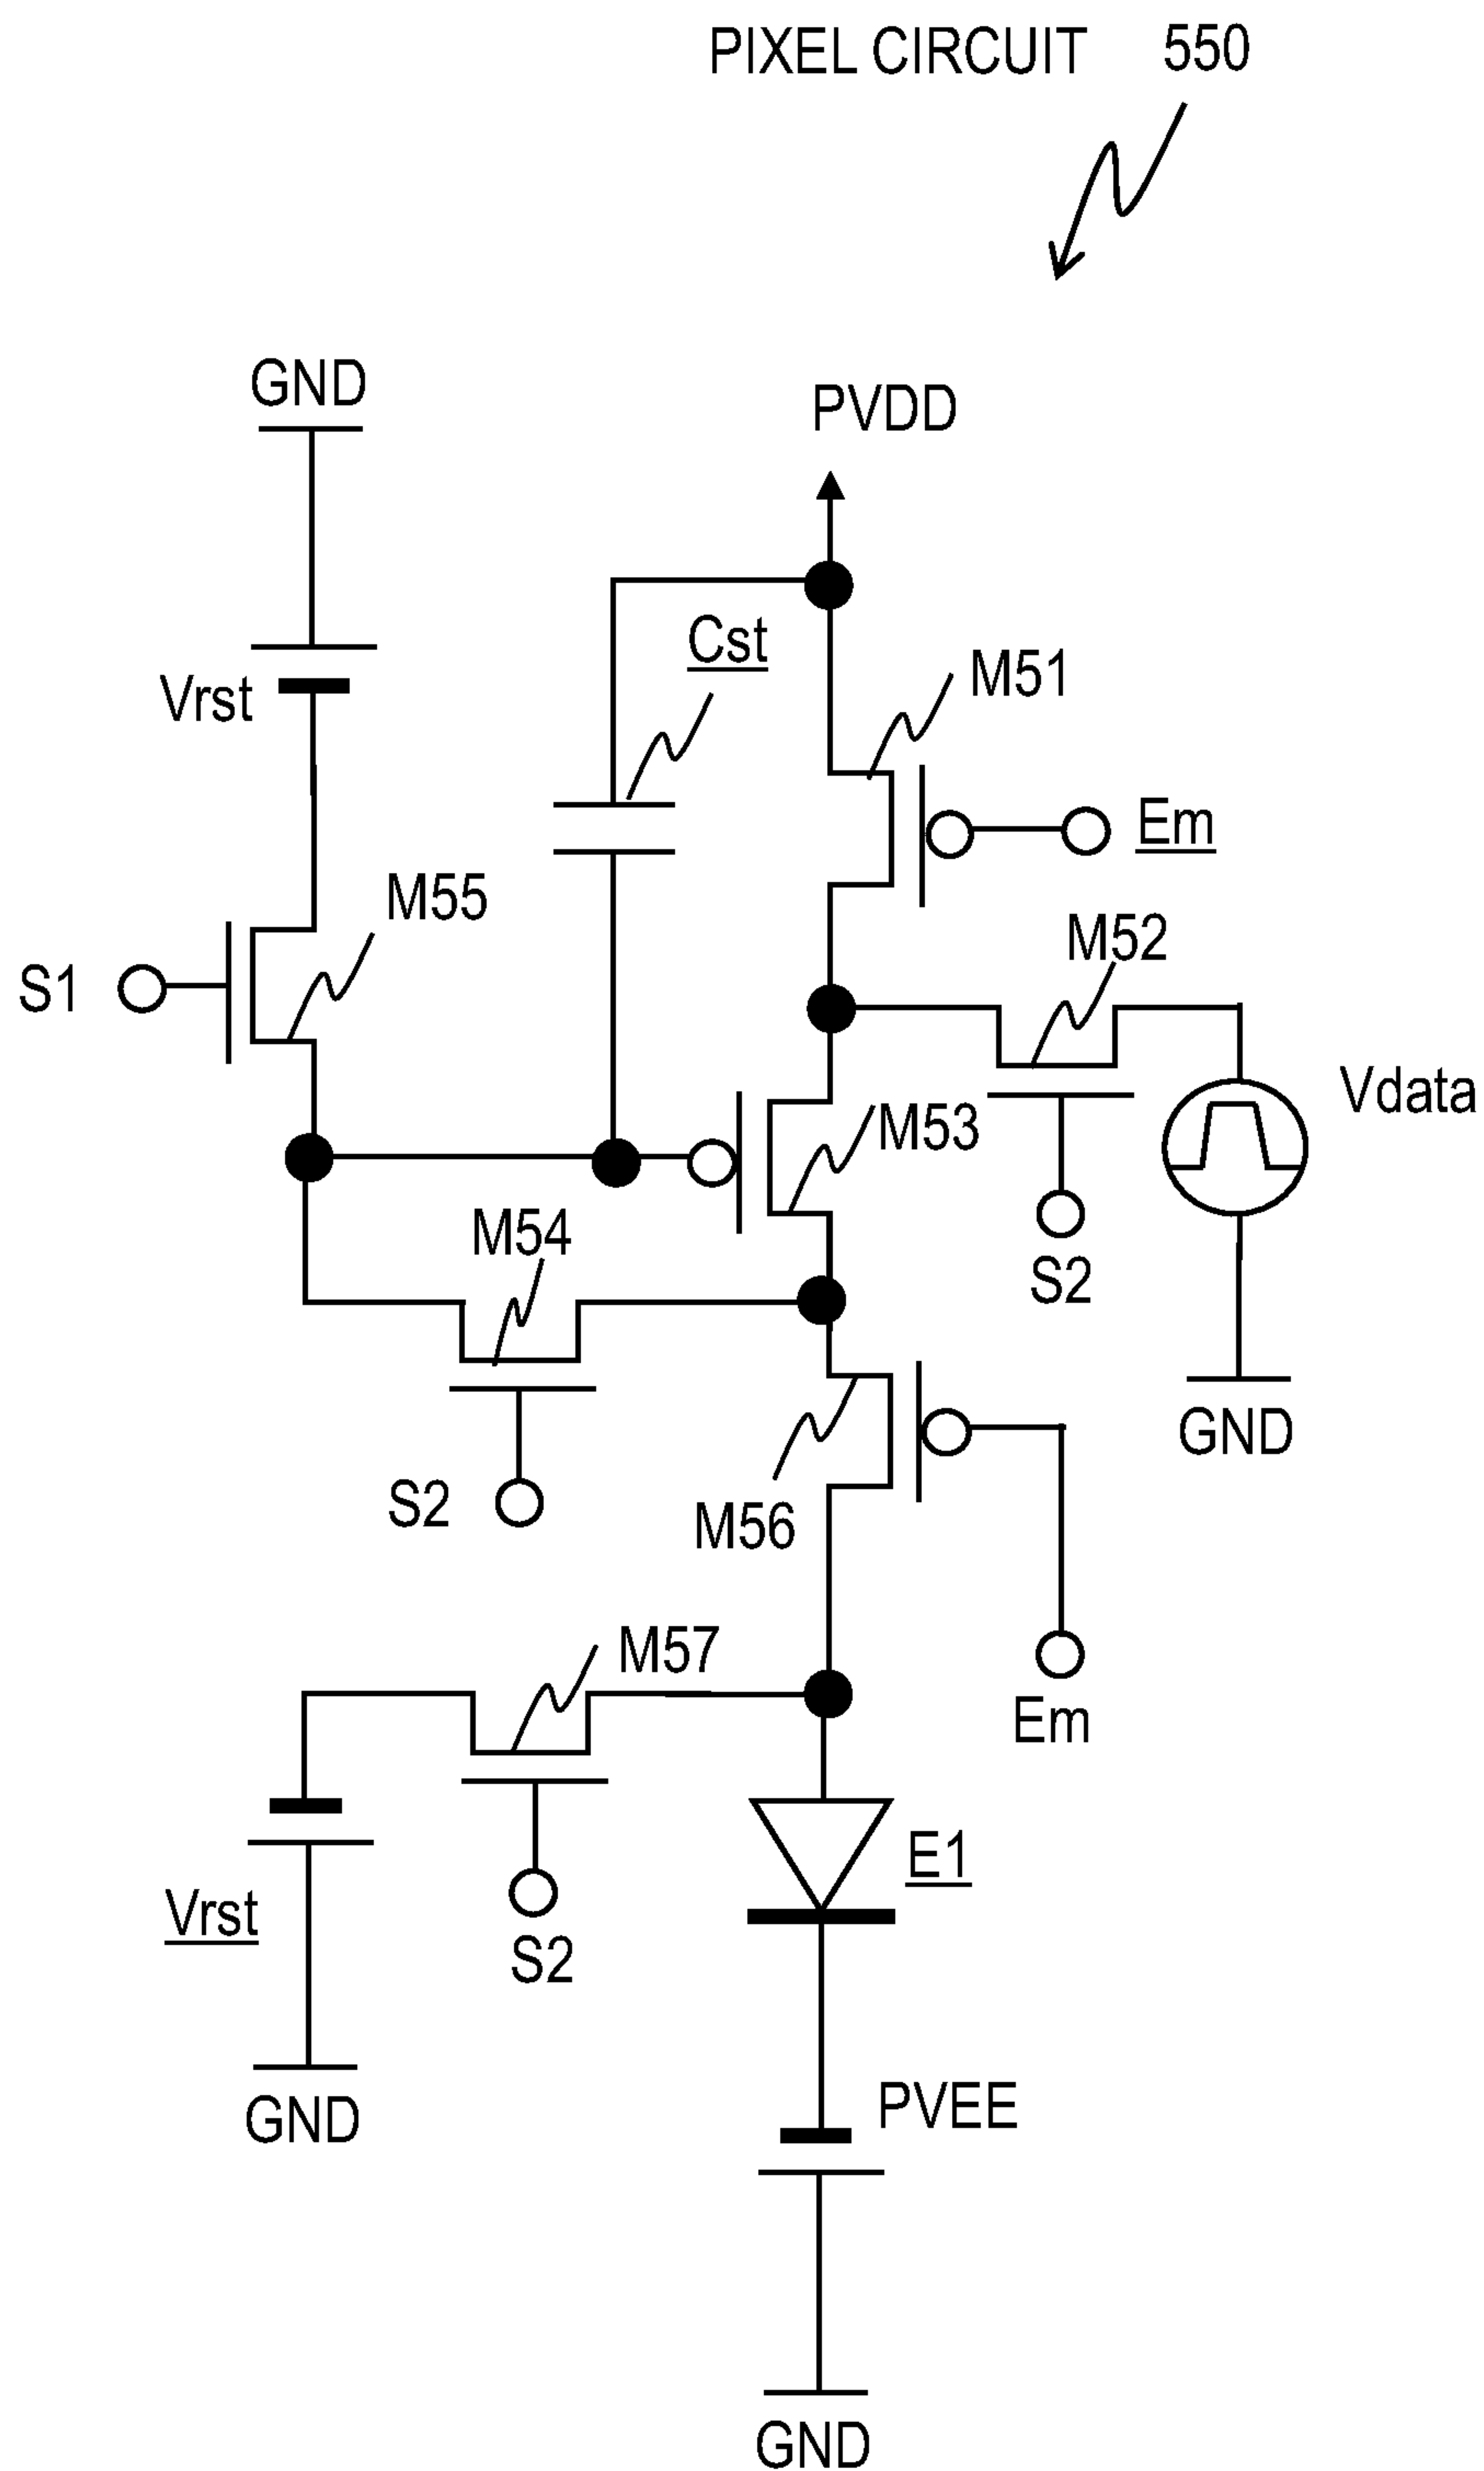 PIXEL CIRCUIT 550
GND
PVDD
Cst
M51
Vrst
Em
M55
M52
S1
Vdata
M53
M54
S2
GND
S2
M56
M57
Em
E1
Vrst
S2
PVEE
GND
GND